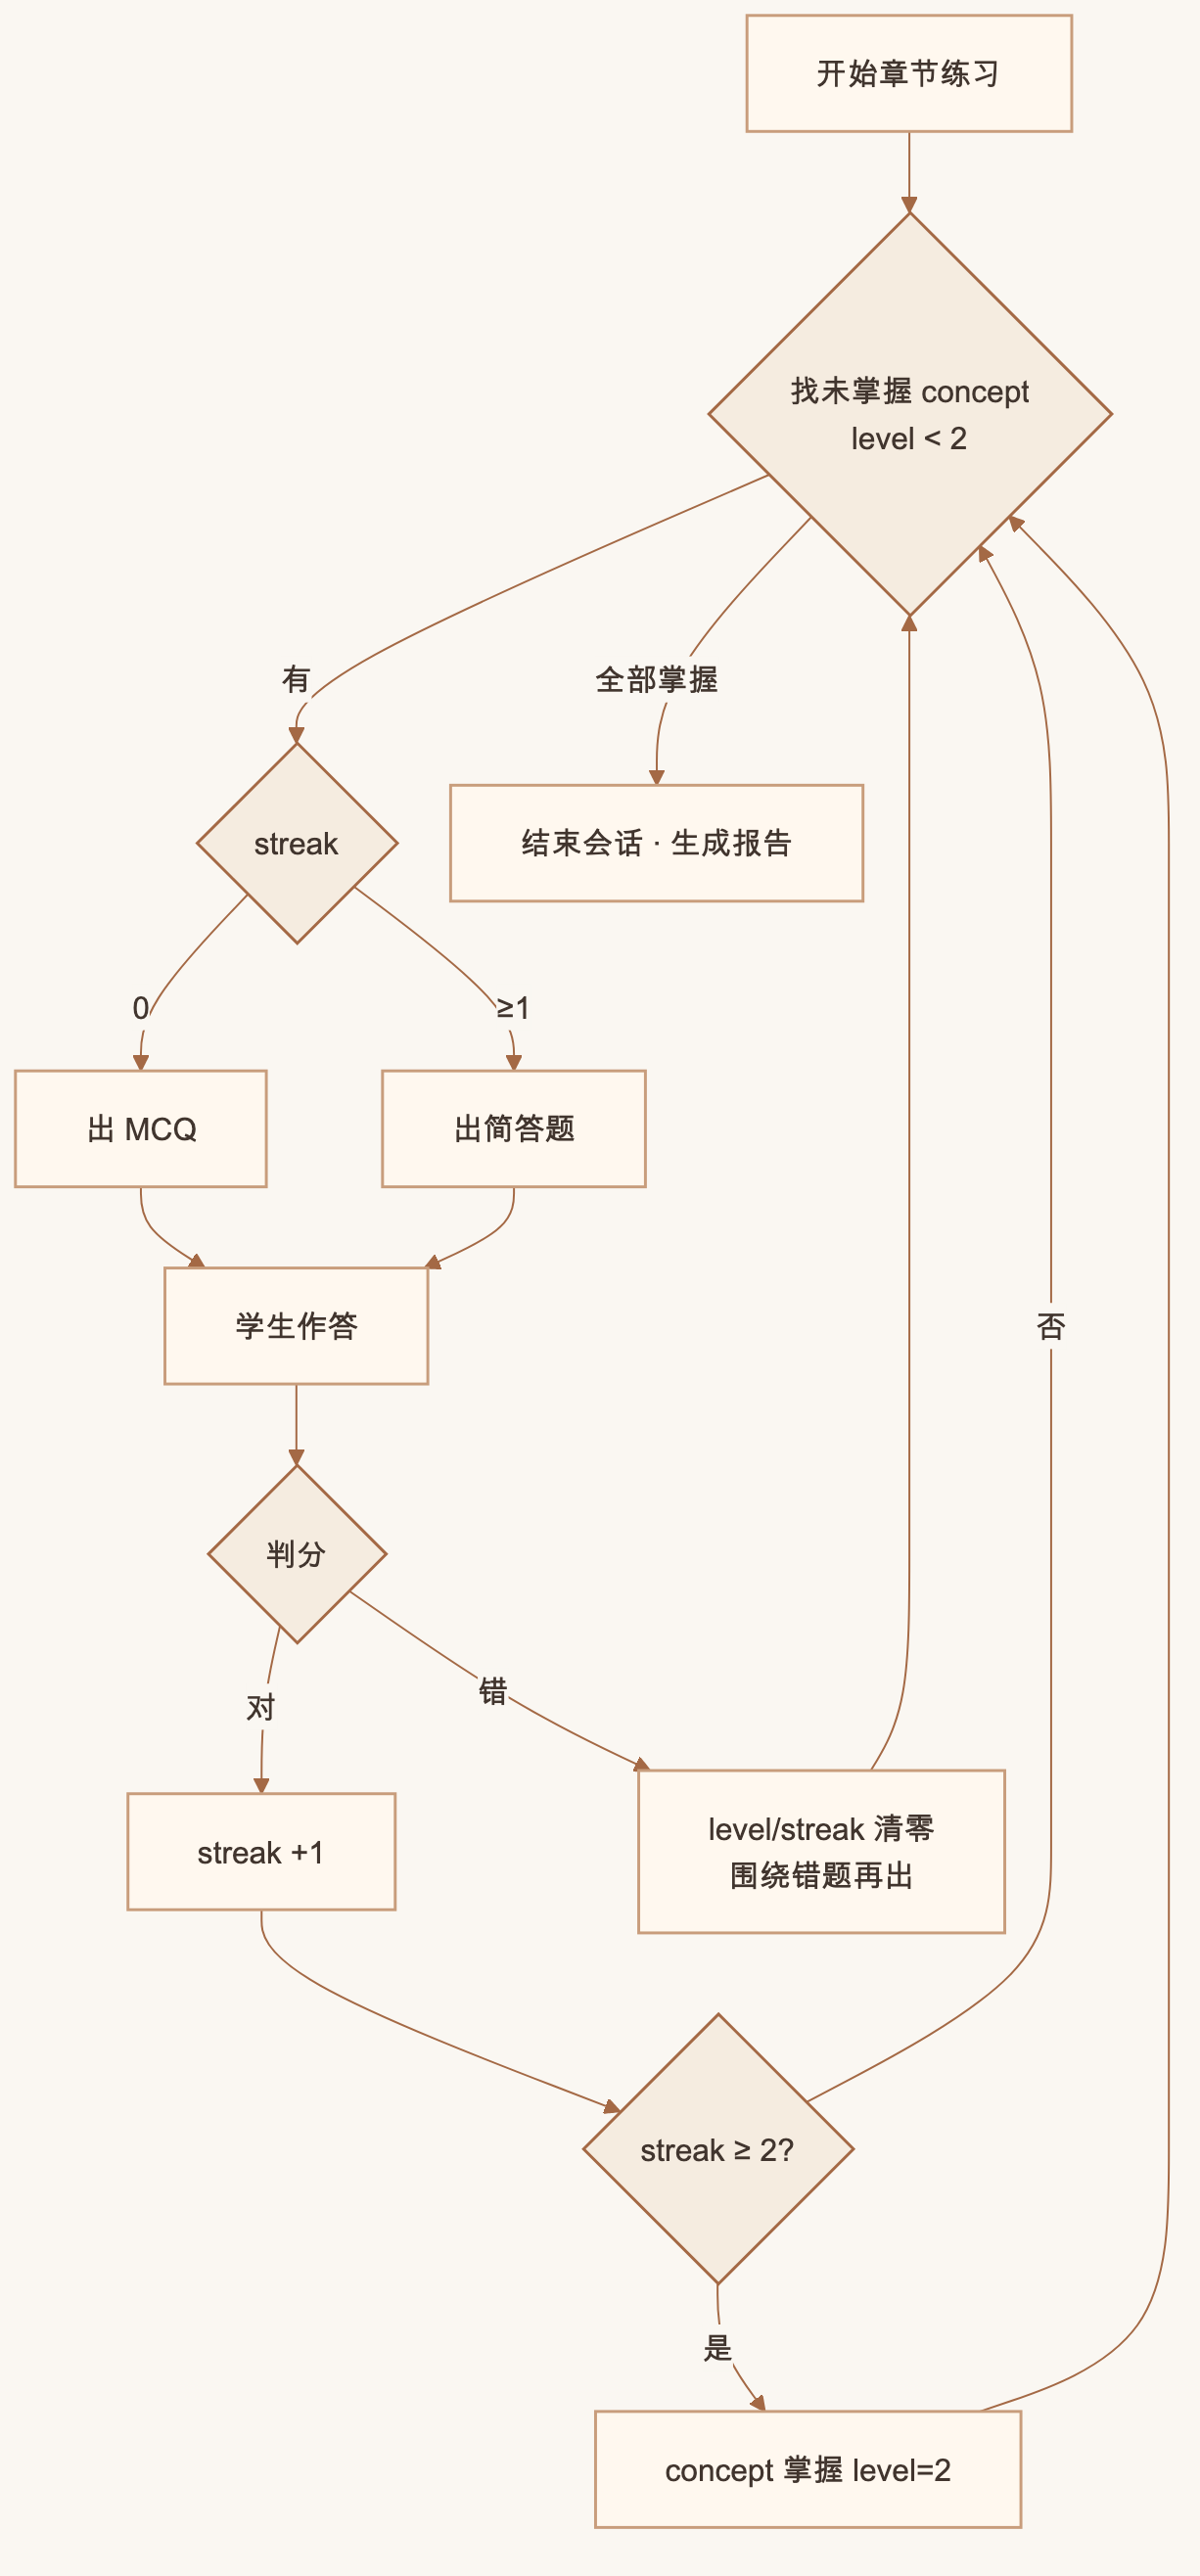 开始章节练习
找未掌握 concept
level < 2
有
全部掌握
streak
结束会话 · 生成报告
0
≥1
出 MCQ
出简答题
学生作答
否
判分
对
错
streak +1
level/streak 清零
围绕错题再出
streak ≥ 2?
是
concept 掌握 level=2